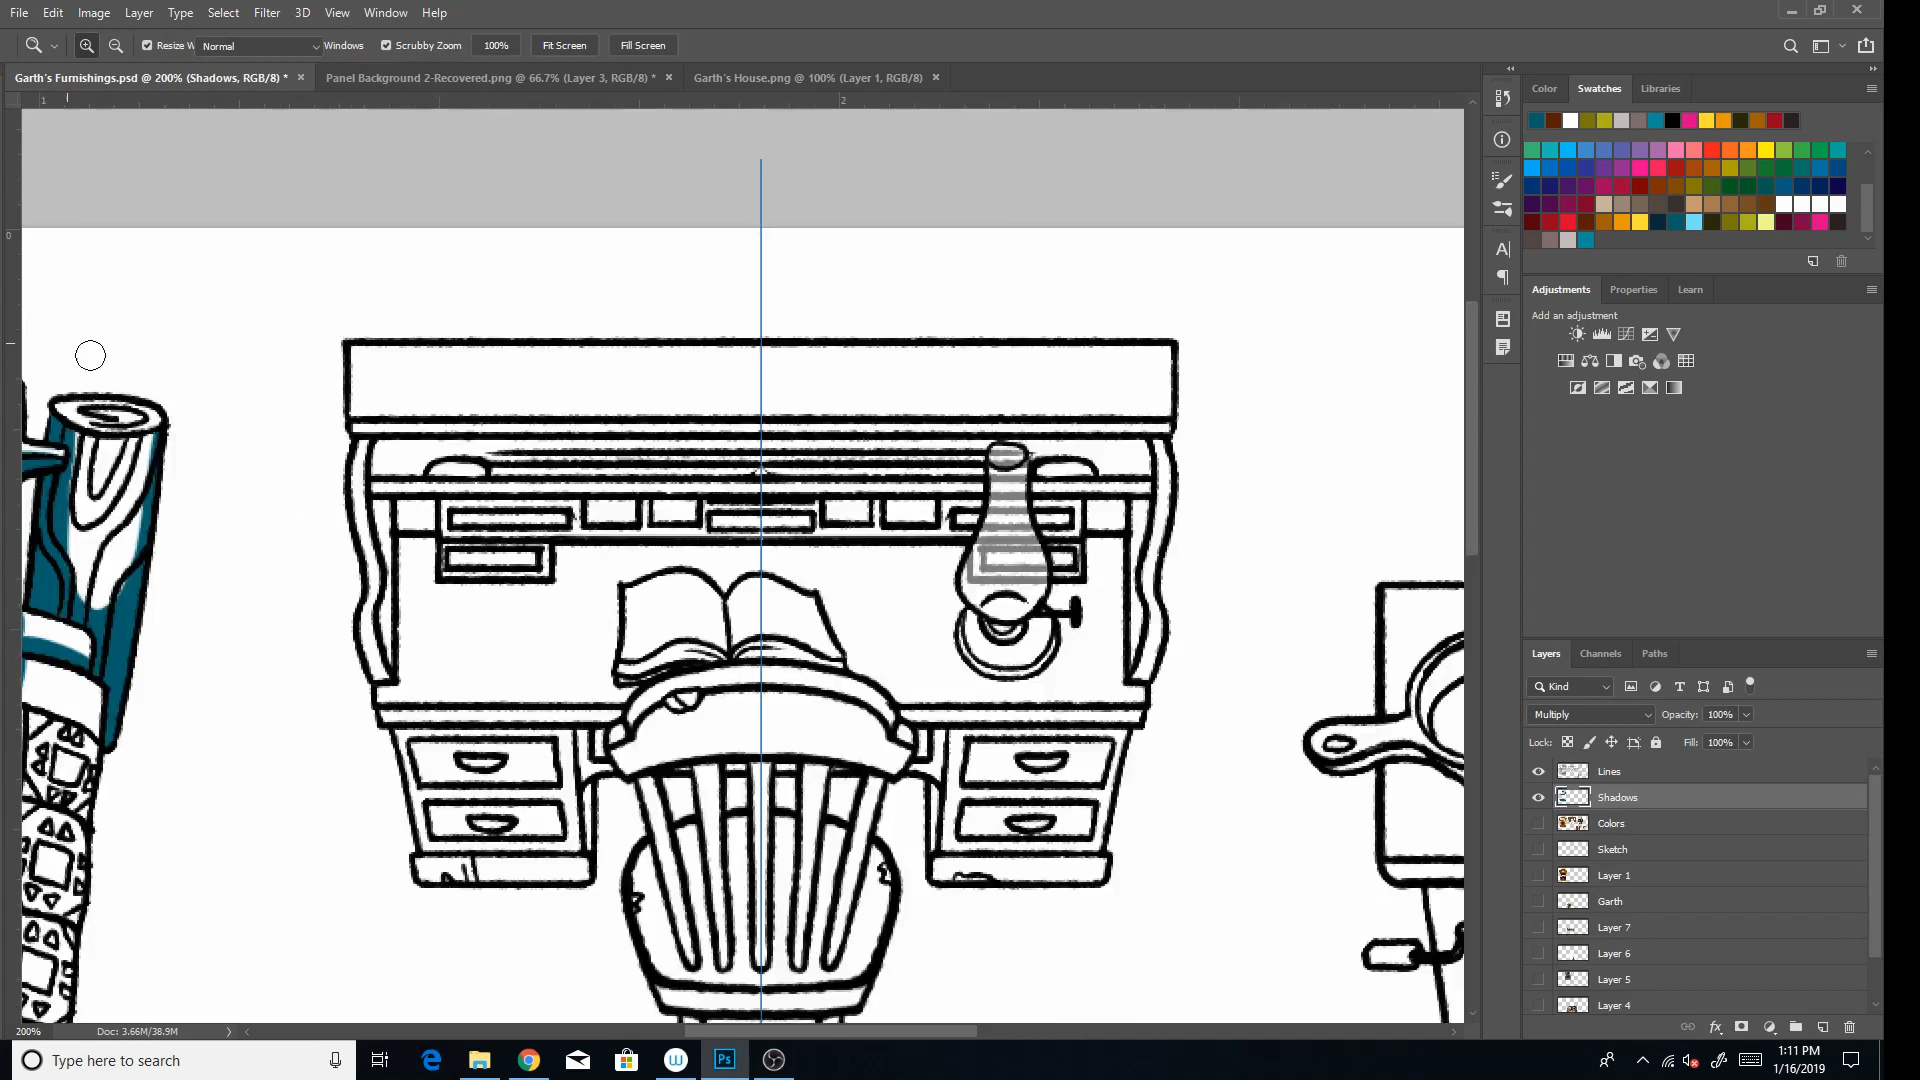 File Edit Image Layer Type Select Filter 3D View Window Help
Resize W Normal Windows Scrubby Zoom 100% Fit Screen Fill Screen
Garth's Furnishings.psd @ 200% (Shadows, RGB/8) * × Panel Background 2-Recovered.png @ 66.7% (Layer 3, RGB/8) * × Garth's House.png @ 100% (Layer 1, RGB/8) ×
1 2
0
Color Swatches Libraries
Adjustments Properties Learn
Add an adjustment
Layers Channels Paths
Kind
Multiply Opacity: 100%
Lock: Fill: 100%
Lines
Shadows
Colors
Sketch
Layer 1
Garth
Layer 7
Layer 6
Layer 5
Layer 4
200% Doc: 3.66M/38.9M
Type here to search
Ps
1:11 PM
1/16/2019